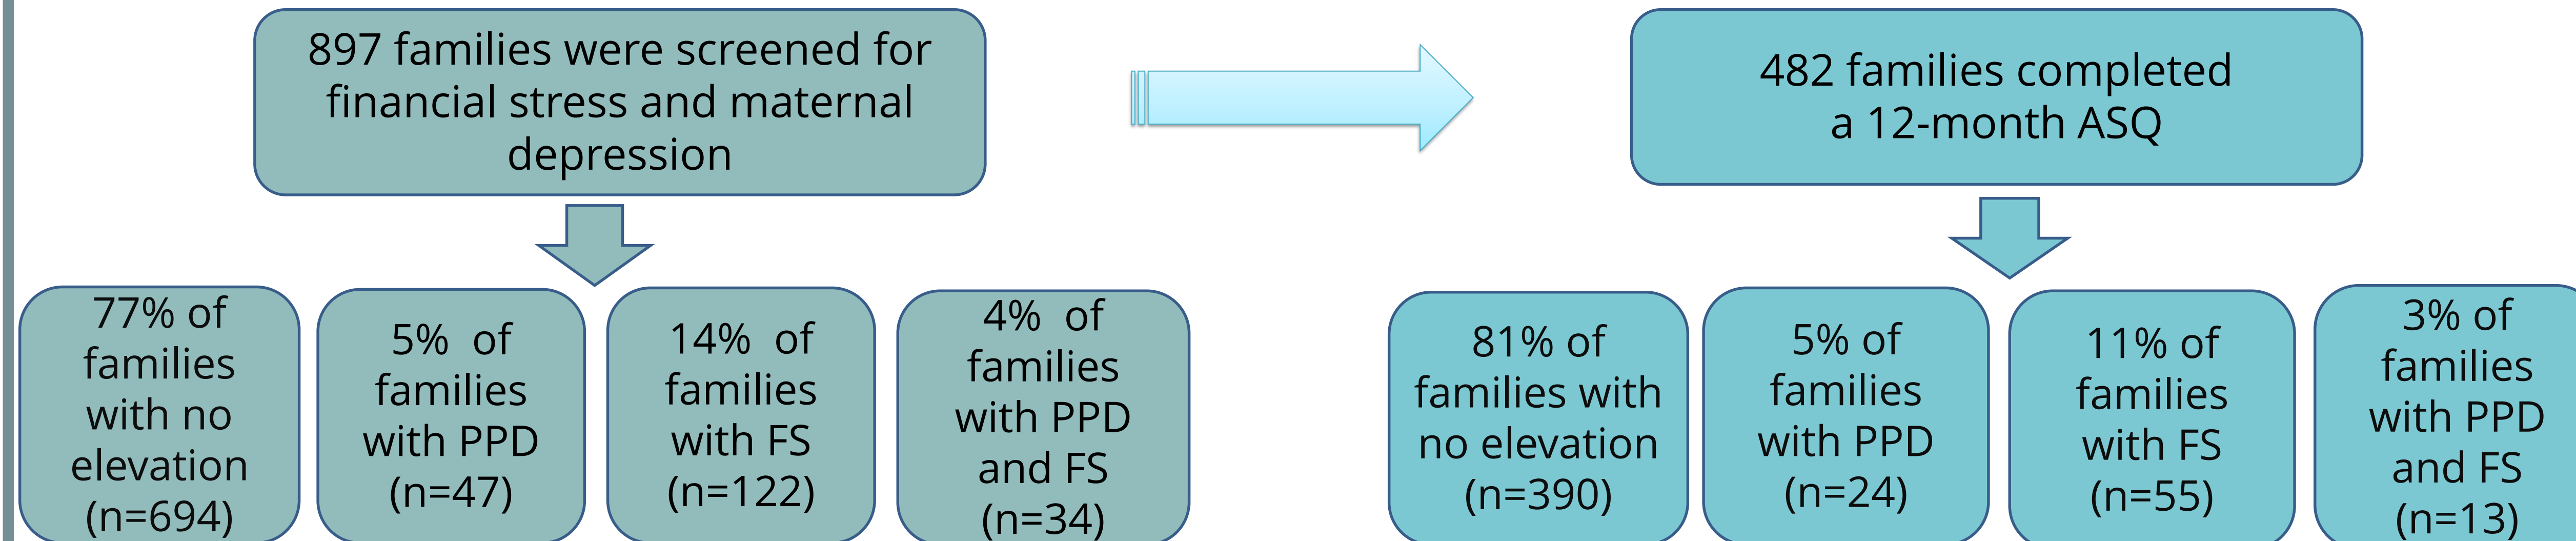 897 families were screened for
financial stress and maternal
depression
482 families completed
a 12-month ASQ
77% of
families
with no
elevation
(n=694)
5%  of
families
with PPD
(n=47)
14%  of
families
with FS
(n=122)
4%  of
families
with PPD
and FS
(n=34)
81% of
families with
no elevation
(n=390)
5% of
families
with PPD
(n=24)
11% of
families
with FS
(n=55)
3% of
families
with PPD
and FS
(n=13)